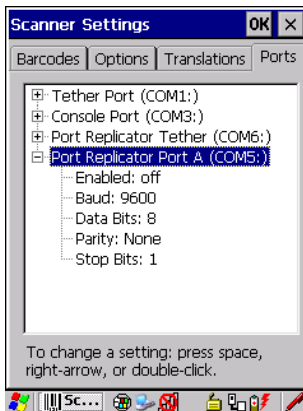 Scanner Settings OK ×
Barcodes Options Translations Ports
Tether Port (COM1:)
Console Port (COM3:)
Port Replicator Tether (COM6:)
Port Replicator Port A (COM5:)
Enabled: off
Baud: 9600
Data Bits: 8
Parity: None
Stop Bits: 1
To change a setting: press space,
right-arrow, or double-click.
Sc...